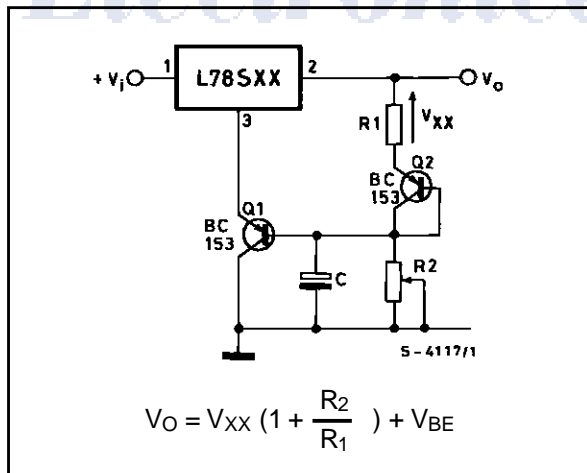 + Vi
1
L78SXX
2
Vo
3
R1
VXX
Q2
BC
153
Q1
BC
153
C
R2
S-4117/1
VO = VXX (1 + R2/R1 ) + VBE